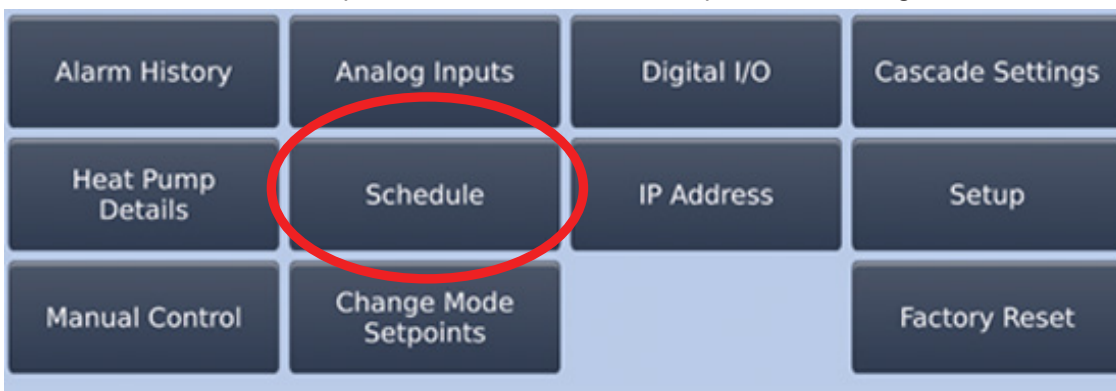 Alarm History
Analog Inputs
Digital I/O
Cascade Settings
Heat Pump
Details
Schedule
IP Address
Setup
Manual Control
Change Mode
Setpoints
Factory Reset